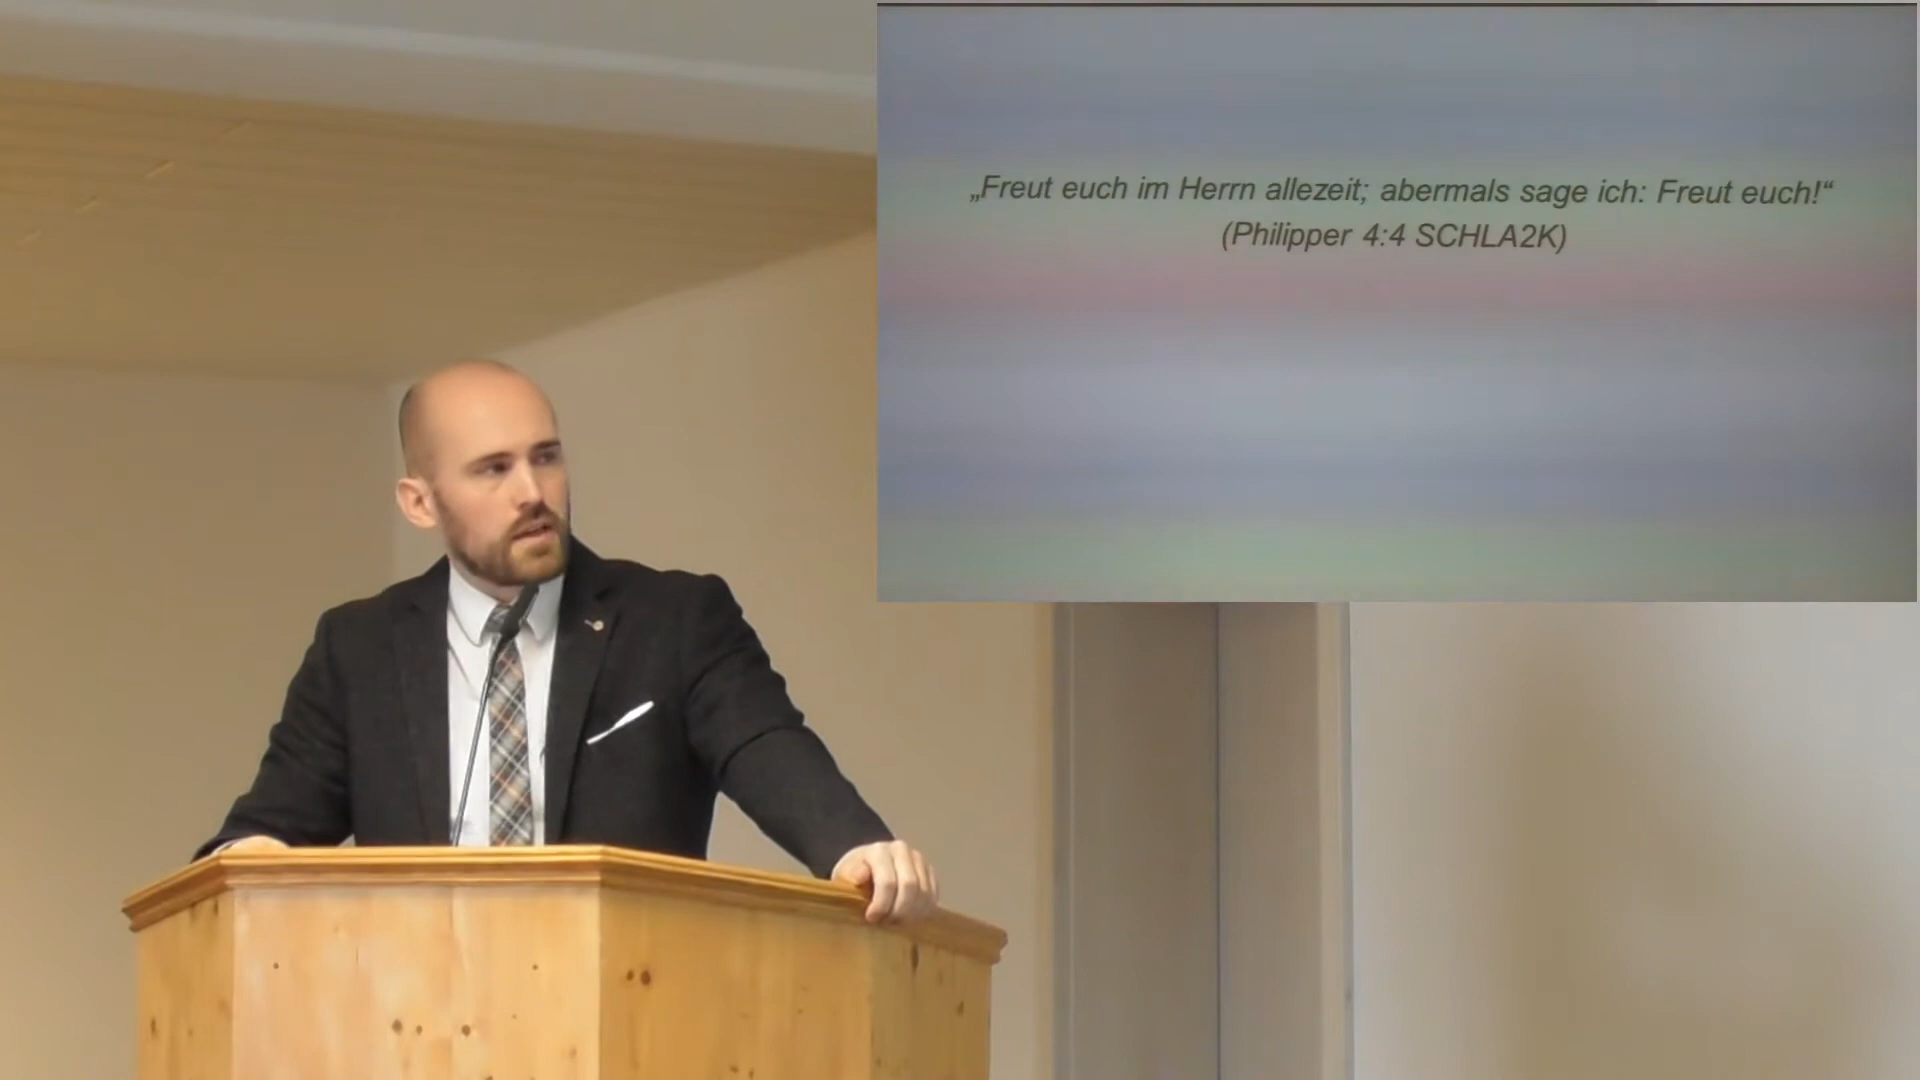 „Freut euch im Herrn allezeit; abermals sage ich: Freut euch!“
(Philipper 4:4 SCHLA2K)